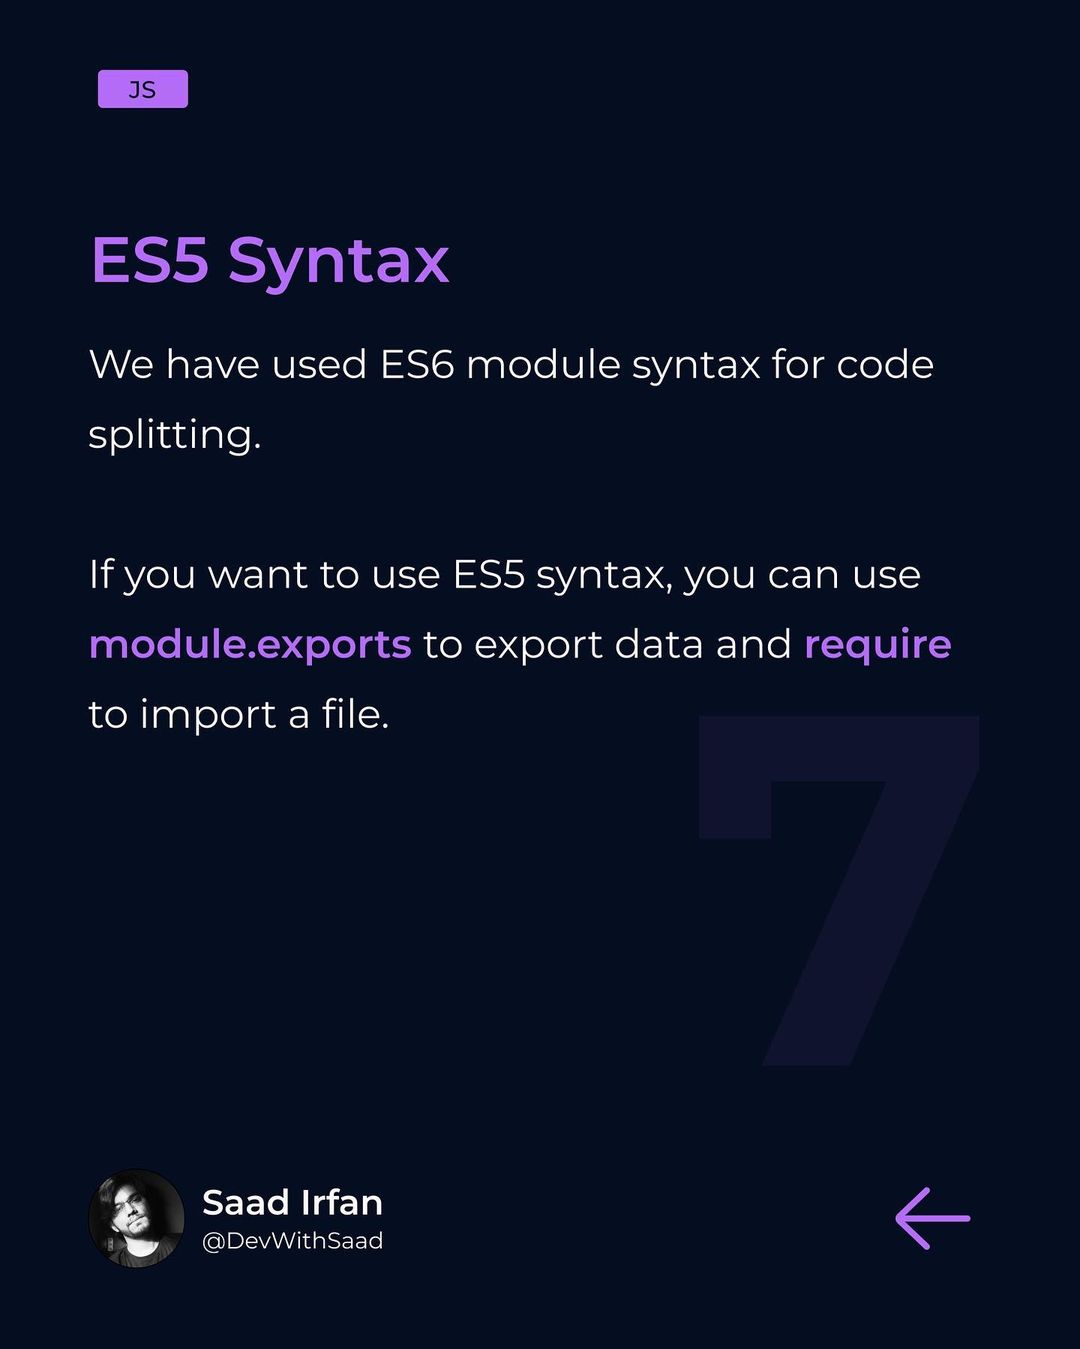 JS
ES5 Syntax
We have used ES6 module syntax for code
splitting.
If you want to use ES5 syntax, you can use
module.exports to export data and require
to import a file.
7
Saad Irfan
@DevWithSaad